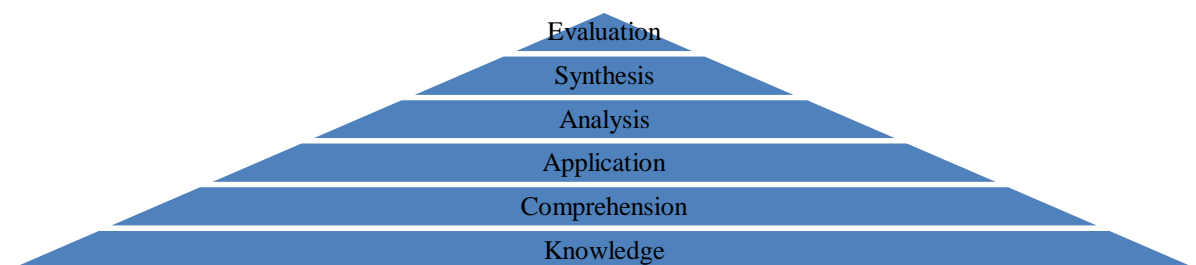 Evaluation
Synthesis
Analysis
Application
Comprehension
Knowledge